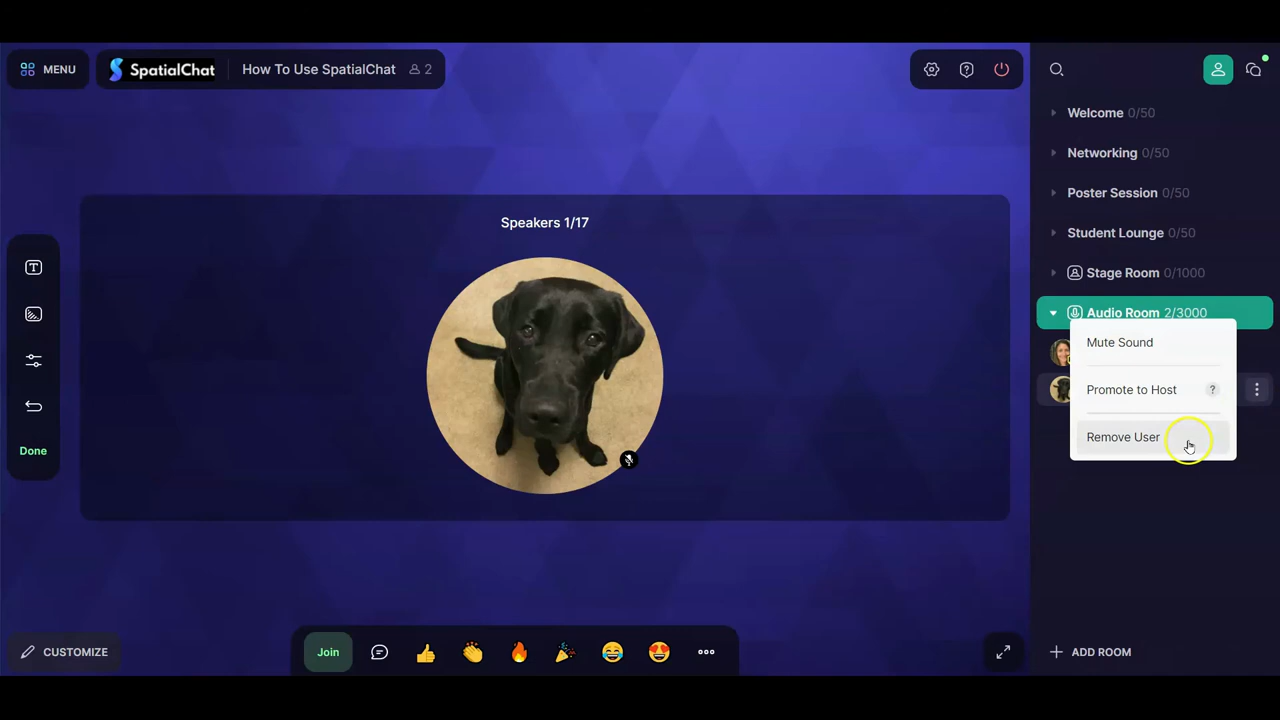 MENU
SpatialChat
How To Use SpatialChat
2
Welcome 0/50
Networking 0/50
Poster Session 0/50
Student Lounge 0/50
Stage Room 0/1000
Audio Room 2/3000
Mute Sound
Promote to Host ?
Remove User
Speakers 1/17
T
Done
CUSTOMIZE
Join
ADD ROOM